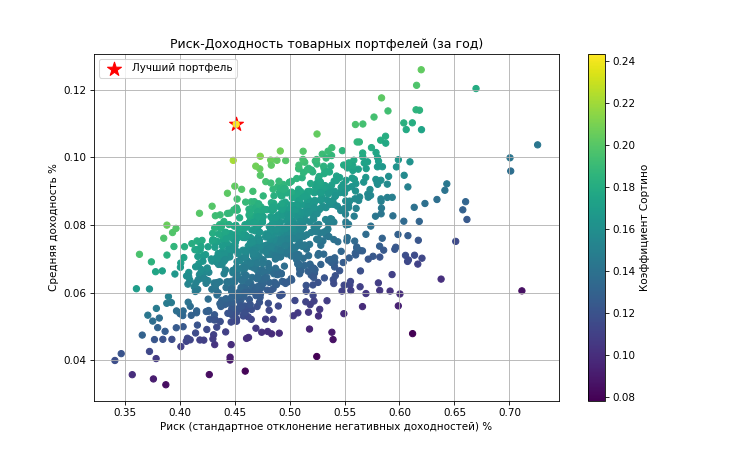 Риск-Доходность товарных портфелей (за год)
Лучший портфель
Средняя доходность %
0.12
0.10
0.08
0.06
0.04
0.35 0.40 0.45 0.50 0.55 0.60 0.65 0.70
Риск (стандартное отклонение негативных доходностей) %
0.24
0.22
0.20
0.18
0.16
0.14
0.12
0.10
0.08
Коэффициент Сортино